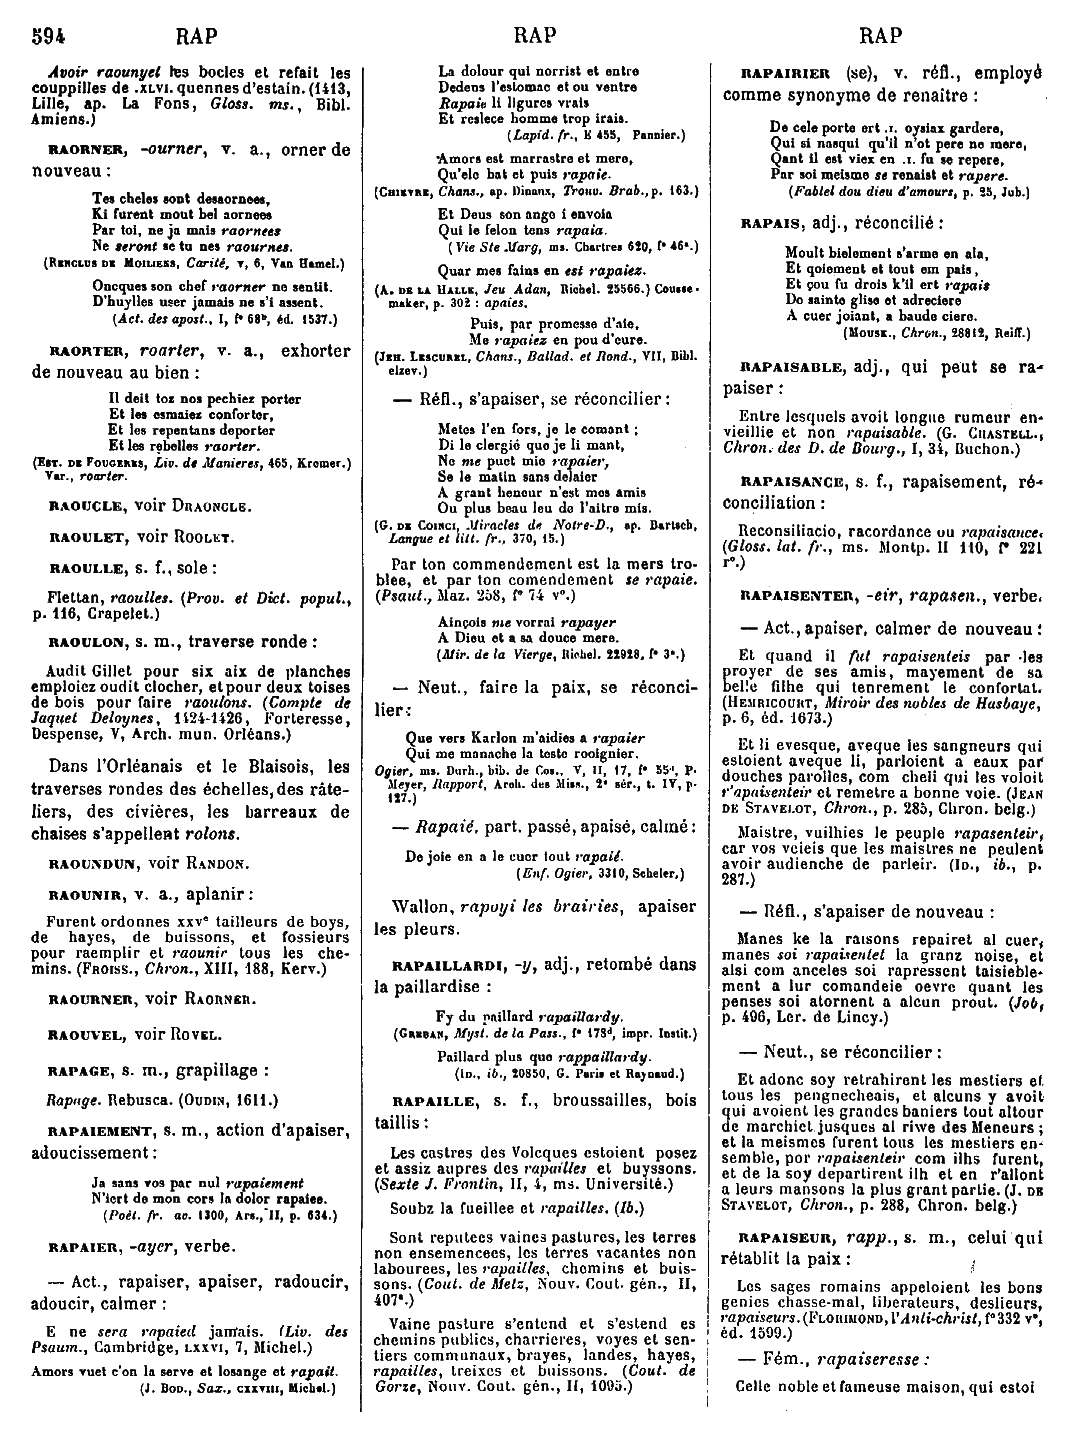 594 RAP RAP RAP
Avoir raounyet les bocles et refait les
couppilles de .XLVI. quennes d'estain. (1413,
Lille, ap. La Fons, Gloss. ms., Bibl.
Amiens.)
RAORNER, -ourner, v. a., orner de
nouveau :
Tes cheles sont desaornees,
Ki furent mout bel aornees
Par toi, ne ja mais raornees
Ne seront se tu nes raournes.
(RENCLUS DE MOILIENS, Carité, v, 6, Van Hamel.)
Oncques son chef raorner ne sentit.
D'huylles user jamais ne s'i assent.
(Act. des apost., I, fº 68b, éd. 1537.)
RAORTER, roarter, v. a., exhorter
de nouveau au bien :
Il deit toz nos pechiez porter
Et les esmaiez conforter,
Et les repentans deporter
Et les rebelles raorter.
(EST. DE FOUGERES, Liv. de Manieres, 465, Kremer.)
Var., roarter.
RAOUCLE, voir DRAONCLE.
RAOULET, voir ROOLET.
RAOULLE, s. f., sole :
Flettan, raoulles. (Prov. et Dict. popul.,
p. 116, Crapelet.)
RAOULON, s. m., traverse ronde :
Audit Gillet pour six aix de planches
emploiez oudit clocher, et pour deux toises
de bois pour faire raoulons. (Compte de
Jaquet Deloynes, 1424-1426, Forteresse,
Despense, V, Arch. mun. Orléans.)
Dans l'Orléanais et le Blaisois, les
traverses rondes des échelles, des râte-
liers, des civières, les barreaux de
chaises s'appellent rolons.
RAOUNDUN, voir RANDON.
RAOUNIR, v. a., aplanir :
Furent ordonnes xxve tailleurs de boys,
de hayes, de buissons, et fossieurs
pour raemplir et raounir tous les che-
mins. (FROISS., Chron., XIII, 188, Kerv.)
RAOURNER, voir RAORNER.
RAOUVEL, voir ROVEL.
RAPAGE, s. m., grapillage :
Rapage. Rebusca. (OUDIN, 1611.)
RAPAIEMENT, s. m., action d'apaiser,
adoucissement :
Ja sans vos par nul rapaiement
N'iert de mon cors la dolor rapaiee.
(Poét. fr. av. 1300, Ars., II, p. 634.)
RAPAIER, -ayer, verbe.
— Act., rapaiser, apaiser, radoucir,
adoucir, calmer :
E ne sera rapaied jamais. (Liv. des
Psaum., Cambridge, LXXVI, 7, Michel.)
Amors vuet c'on la serve et losange et rapait.
(J. BOD., Sax., CXXVIII, Michel.)
La dolour qui norrist et entre
Dedens l'estomac et ou ventre
Rapaie li ligures vrais
Et reslece homme trop irais.
(Lapid. fr., B 455, Pannier.)
Amors est marrastre et mere,
Qu'ele bat et puis rapaie.
(CHIEVRE, Chans., ap. Dinaux, Trouv. Brab., p. 163.)
Et Deus son ange i envoia
Qui le felon tens rapaia.
(Vie Ste Marg, ms. Chartres 620, fº 46a.)
Quar mes fains en est rapaiez.
(A. DE LA HALLE, Jeu Adan, Richel. 25566.) Cousse-
maker, p. 302 : apaies.
Puis, par promesse d'aie,
Me rapaiez en pou d'eure.
(JEH. LESCUREL, Chans., Ballad. et Rond., VII, Bibl.
elzev.)
— Réfl., s'apaiser, se réconcilier :
Metes l'en fors, je le comant ;
Di le clergié que je li mant,
Ne me puet mie rapaier,
Se le matin sans delaier
A grant honeur n'est mes amis
Ou plus beau leu de l'aitre mis.
(G. DE COINCI, Miracles de Notre-D., ap. Bartsch,
Langue et litt. fr., 370, 15.)
Par ton commendement est la mers tro-
blee, et par ton comendement se rapaie.
(Psaut., Maz. 258, fº 74 vº.)
Ainçois me vorrai rapayer
A Dieu et a sa douce mere.
(Mir. de la Vierge, Richel. 22928, fº 3a.)
— Neut., faire la paix, se réconci-
lier :
Que vers Karlon m'aidies a rapaier
Qui me manache la teste rooignier.
Ogier, ms. Durh., bib. de Cos., V, II, 17, fº 55d, P.
Meyer, Rapport, Arch. des Miss., 2e sér., t. IV, p.
127.)
— Rapaié, part. passé, apaisé, calmé :
De joie en a le cuer tout rapaié.
(Enf. Ogier, 3310, Scheler.)
Wallon, rapoyi les brairies, apaiser
les pleurs.
RAPAILLARDI, -y, adj., retombé dans
la paillardise :
Fy du paillard rapaillardy.
(GREBAN, Myst. de la Pass., fº 178d, impr. Instit.)
Paillard plus que rappaillardy.
(ID., ib., 20850, G. Paris et Raynaud.)
RAPAILLE, s. f., broussailles, bois
taillis :
Les castres des Volcques estoient posez
et assiz aupres des rapailles et buyssons.
(Sexte J. Frontin, II, 4, ms. Université.)
Soubz la fueillee et rapailles. (Ib.)
Sont reputees vaines pastures, les terres
non ensemencees, les terres vacantes non
labourees, les rapailles, chemins et buis-
sons. (Cout. de Metz, Nouv. Cout. gén., II,
407a.)
Vaine pasture s'entend et s'estend es
chemins publics, charrieres, voyes et sen-
tiers communaux, brayes, landes, hayes,
rapailles, treixes et buissons. (Cout. de
Gorze, Nouv. Cout. gén., II, 1095.)
RAPAIRIER (se), v. réfl., employé
comme synonyme de renaitre :
De cele porte ert .I. oysiax gardere,
Qui si nasqui qu'il n'ot pere ne mere,
Qant il est viex en .I. fu se repere,
Par soi meisme se renaist et rapere.
(Fablel dou dieu d'amours, p. 25, Jub.)
RAPAIS, adj., réconcilié :
Moult bielement s'arme en ala,
Et qoiement et tout em pais,
Et çou fu drois k'il ert rapais
De sainte glise et adreciere
A cuer joiant, a baude ciere.
(MOUSK., Chron., 28812, Reiff.)
RAPAISABLE, adj., qui peut se ra-
paiser :
Entre lesquels avoit longue rumeur en-
vieillie et non rapaisable. (G. CHASTELL.,
Chron. des D. de Bourg., I, 34, Buchon.)
RAPAISANCE, s. f., rapaisement, ré-
conciliation :
Reconsiliacio, racordance ou rapaisance.
(Gloss. lat. fr., ms. Montp. H 110, fº 221
rº.)
RAPAISENTER, -eir, rapasen., verbe.
— Act., apaiser, calmer de nouveau :
Et quand il fut rapaisenteis par les
proyer de ses amis, mayement de sa
belle filhe qui tenrement le confortat.
(HEMRICOURT, Miroir des nobles de Hasbaye,
p. 6, éd. 1673.)
Et li evesque, aveque les sangneurs qui
estoient aveque li, parloient a eaux par
douches parolles, com cheli qui les voloit
r'apaisenteir et remetre a bonne voie. (JEAN
DE STAVELOT, Chron., p. 285, Chron. belg.)
Maistre, vuilhies le peuple rapasenteir,
car vos veieis que les maistres ne peulent
avoir audienche de parleir. (ID., ib., p.
287.)
— Réfl., s'apaiser de nouveau :
Manes ke la raisons repairet al cuer,
manes soi rapaisentet la granz noise, et
alsi com anceles soi rapressent taisieble-
ment a lur comandeie oevre quant les
penses soi atornent a alcun prout. (Job,
p. 496, Ler. de Lincy.)
— Neut., se réconcilier :
Et adonc soy retrahirent les mestiers et
tous les pengnecheais, et alcuns y avoit
qui avoient les grandes baniers tout altour
de marchiet jusques al riwe des Meneurs ;
et la meismes furent tous les mestiers en-
semble, por rapaisenteir com ilhs furent,
et de la soy departirent ilh et en r'allont
a leurs mansons la plus grant partie. (J. DE
STAVELOT, Chron., p. 288, Chron. belg.)
RAPAISEUR, rapp., s. m., celui qui
rétablit la paix :
Les sages romains appeloient les bons
genies chasse-mal, liberateurs, deslieurs,
rapaiseurs. (FLORIMOND, l'Anti-christ, fº 332 vº,
éd. 1599.)
— Fém., rapaiseresse :
Celle noble et fameuse maison, qui estoi